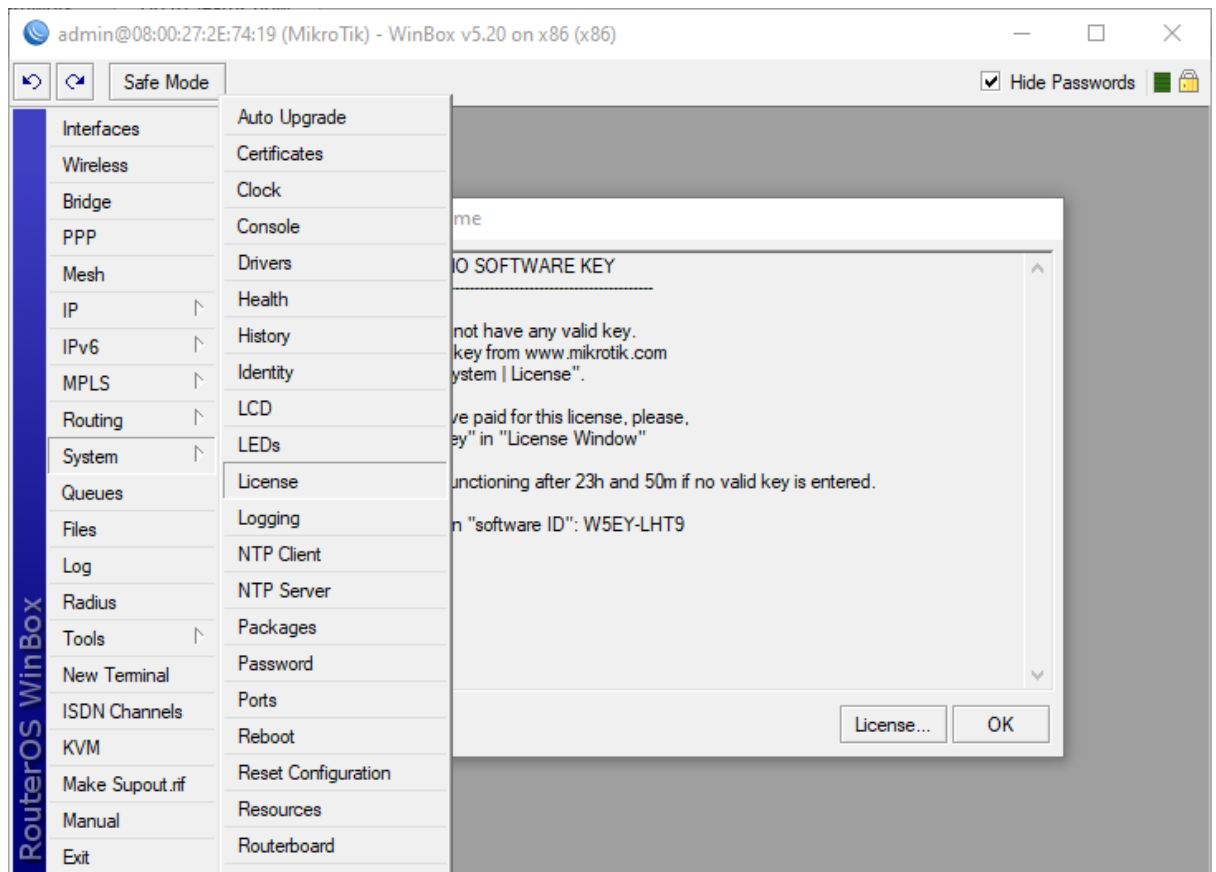 admin@08:00:27:2E:74:19 (MikroTik) - WinBox v5.20 on x86 (x86)
Safe Mode
Hide Passwords
Interfaces
Wireless
Bridge
PPP
Mesh
IP
IPv6
MPLS
Routing
System
Queues
Files
Log
Radius
Tools
New Terminal
ISDN Channels
KVM
Make Supout.rif
Manual
Exit
RouterOS WinBox
Auto Upgrade
Certificates
Clock
Console
Drivers
Health
History
Identity
LCD
LEDs
License
Logging
NTP Client
NTP Server
Packages
Password
Ports
Reboot
Reset Configuration
Resources
Routerboard
me
O SOFTWARE KEY
--------------------------------------------------
not have any valid key.
key from www.mikrotik.com
ystem | License".
ve paid for this license, please,
ey" in "License Window"
unctioning after 23h and 50m if no valid key is entered.
n "software ID": W5EY-LHT9
License...
OK